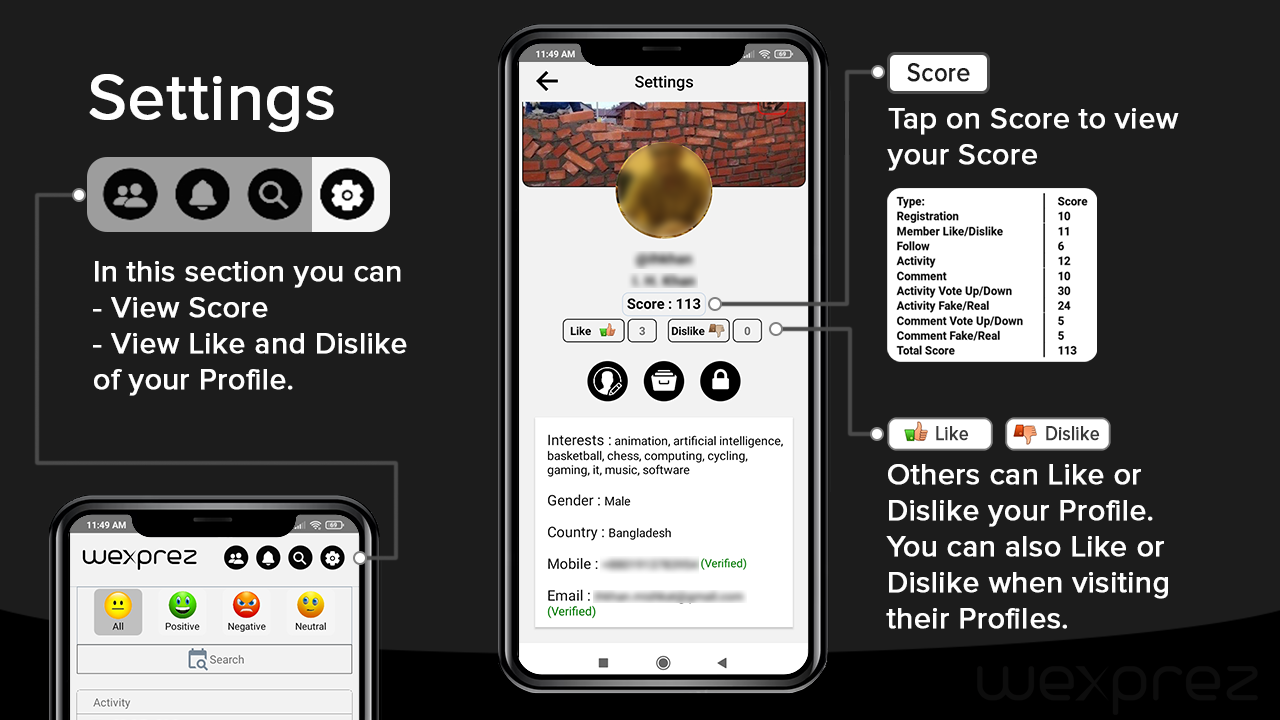 Settings
In this section you can
- View Score
- View Like and Dislike
of your Profile.
11:49 AM
69
wexprez
All
Positive
Negative
Neutral
Search
Activity
11:49 AM
69
Settings
Score : 113
Like
3
Dislike
0
Interests : animation, artificial intelligence,
basketball, chess, computing, cycling,
gaming, it, music, software
Gender : Male
Country : Bangladesh
Mobile : (Verified)
Email :
(Verified)
Score
Tap on Score to view
your Score
Type: Score
Registration 10
Member Like/Dislike 11
Follow 6
Activity 12
Comment 10
Activity Vote Up/Down 30
Activity Fake/Real 24
Comment Vote Up/Down 5
Comment Fake/Real 5
Total Score 113
Like
Dislike
Others can Like or
Dislike your Profile.
You can also Like or
Dislike when visiting
their Profiles.
wexprez